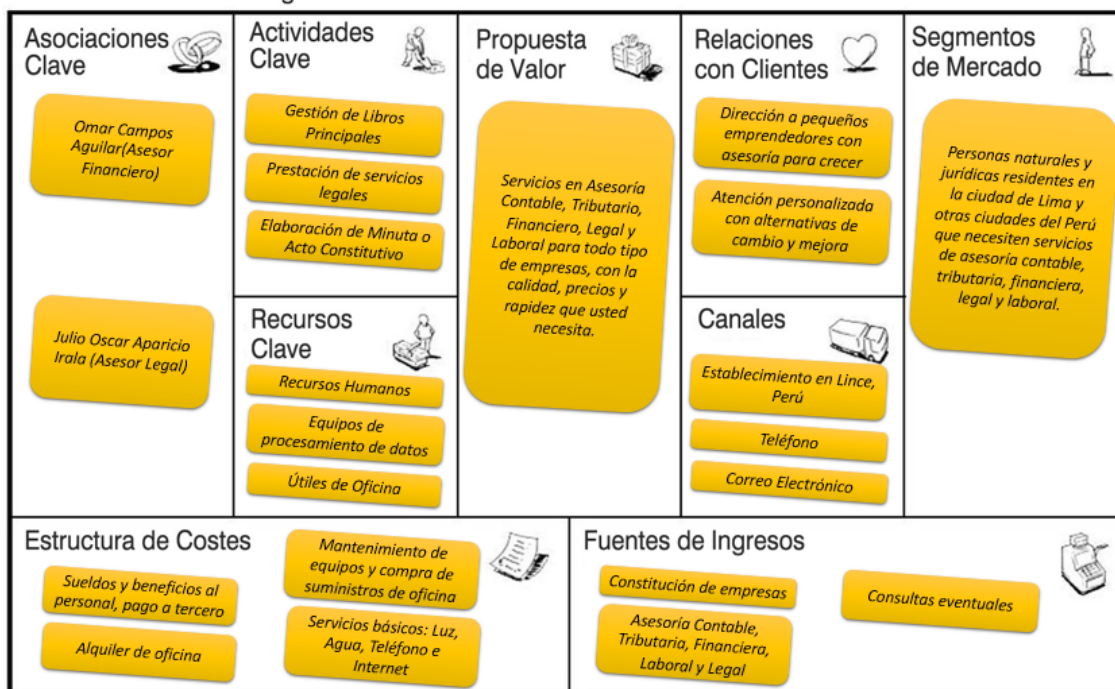 Asociaciones
Clave
Omar Campos
Aguilar(Asesor
Financiero)
Julio Oscar Aparicio
Irala (Asesor Legal)
Actividades
Clave
Gestión de Libros
Principales
Prestación de servicios
legales
Elaboración de Minuta o
Acto Constitutivo
Recursos
Clave
Recursos Humanos
Equipos de
procesamiento de datos
Útiles de Oficina
Propuesta
de Valor
Servicios en Asesoría
Contable, Tributario,
Financiero, Legal y
Laboral para todo tipo
de empresas, con la
calidad, precios y
rapidez que usted
necesita.
Relaciones
con Clientes
Dirección a pequeños
emprendedores con
asesoría para crecer
Atención personalizada
con alternativas de
cambio y mejora
Canales
Establecimiento en Lince,
Perú
Teléfono
Correo Electrónico
Segmentos
de Mercado
Personas naturales y
jurídicas residentes en
la ciudad de Lima y
otras ciudades del Perú
que necesiten servicios
de asesoría contable,
tributaria, financiera,
legal y laboral.
Estructura de Costes
Sueldos y beneficios al
personal, pago a tercero
Alquiler de oficina
Mantenimiento de
equipos y compra de
suministros de oficina
Servicios básicos: Luz,
Agua, Teléfono e
Internet
Fuentes de Ingresos
Constitución de empresas
Asesoría Contable,
Tributaria, Financiera,
Laboral y Legal
Consultas eventuales